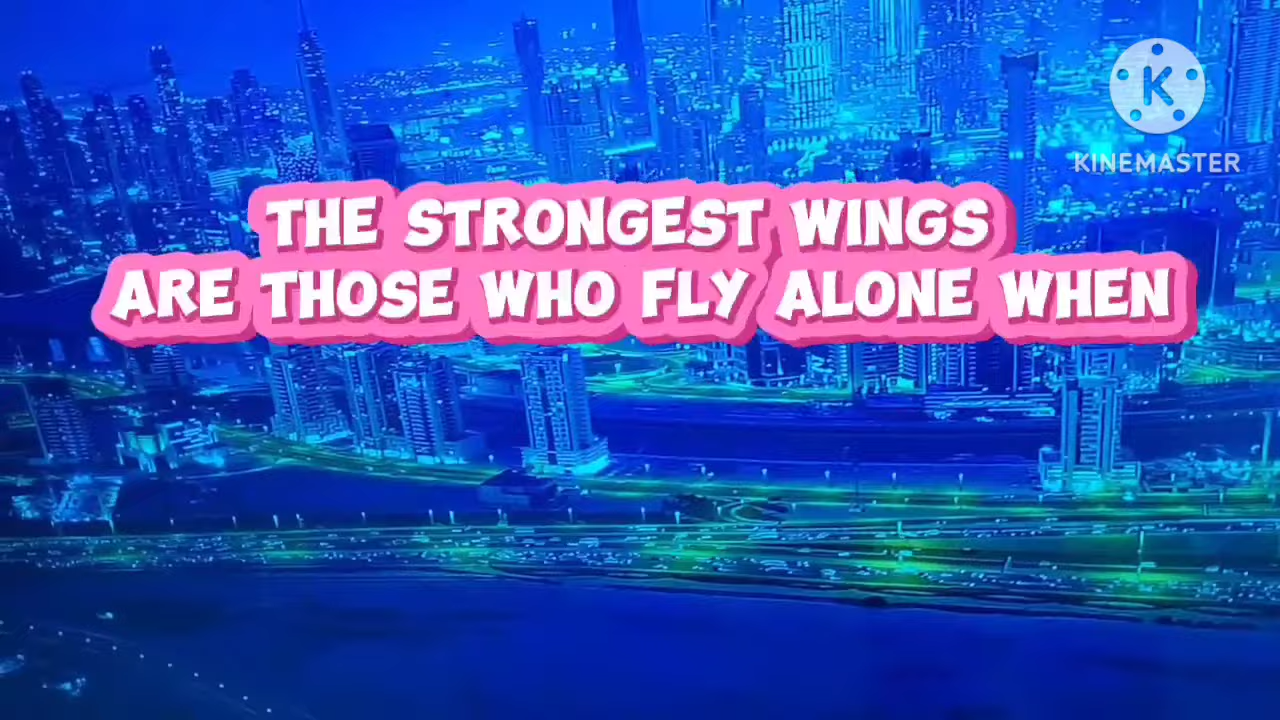 K
KINEMASTER
THE STRONGEST WINGS
ARE THOSE WHO FLY ALONE WHEN